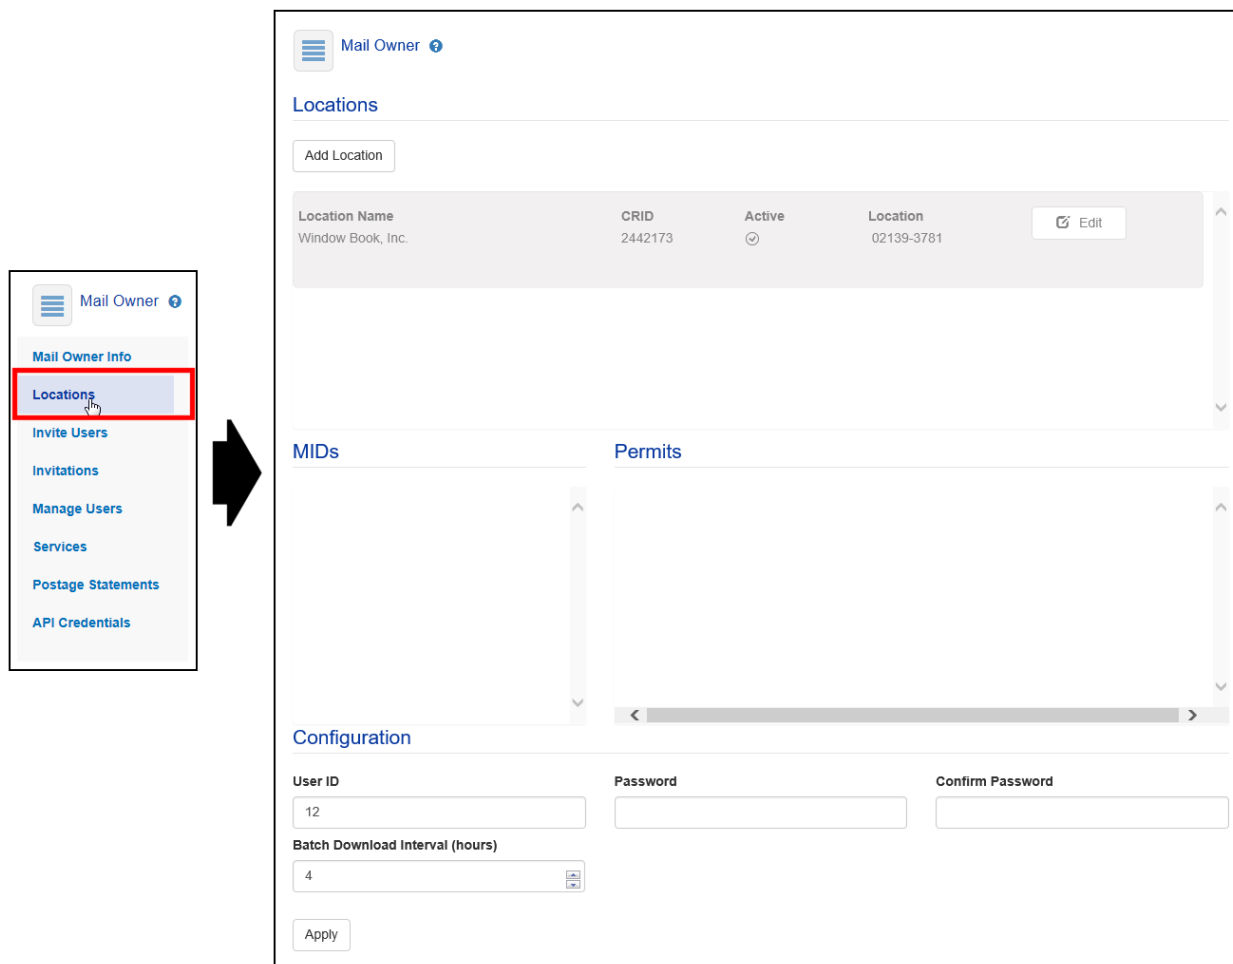 Mail Owner
Mail Owner Info
Locations
Invite Users
Invitations
Manage Users
Services
Postage Statements
API Credentials
Mail Owner
Locations
Add Location
Location Name CRID Active Location Edit
Window Book, Inc. 2442173 02139-3781
MIDs Permits
Configuration
User ID Password Confirm Password
12
Batch Download Interval (hours)
4
Apply